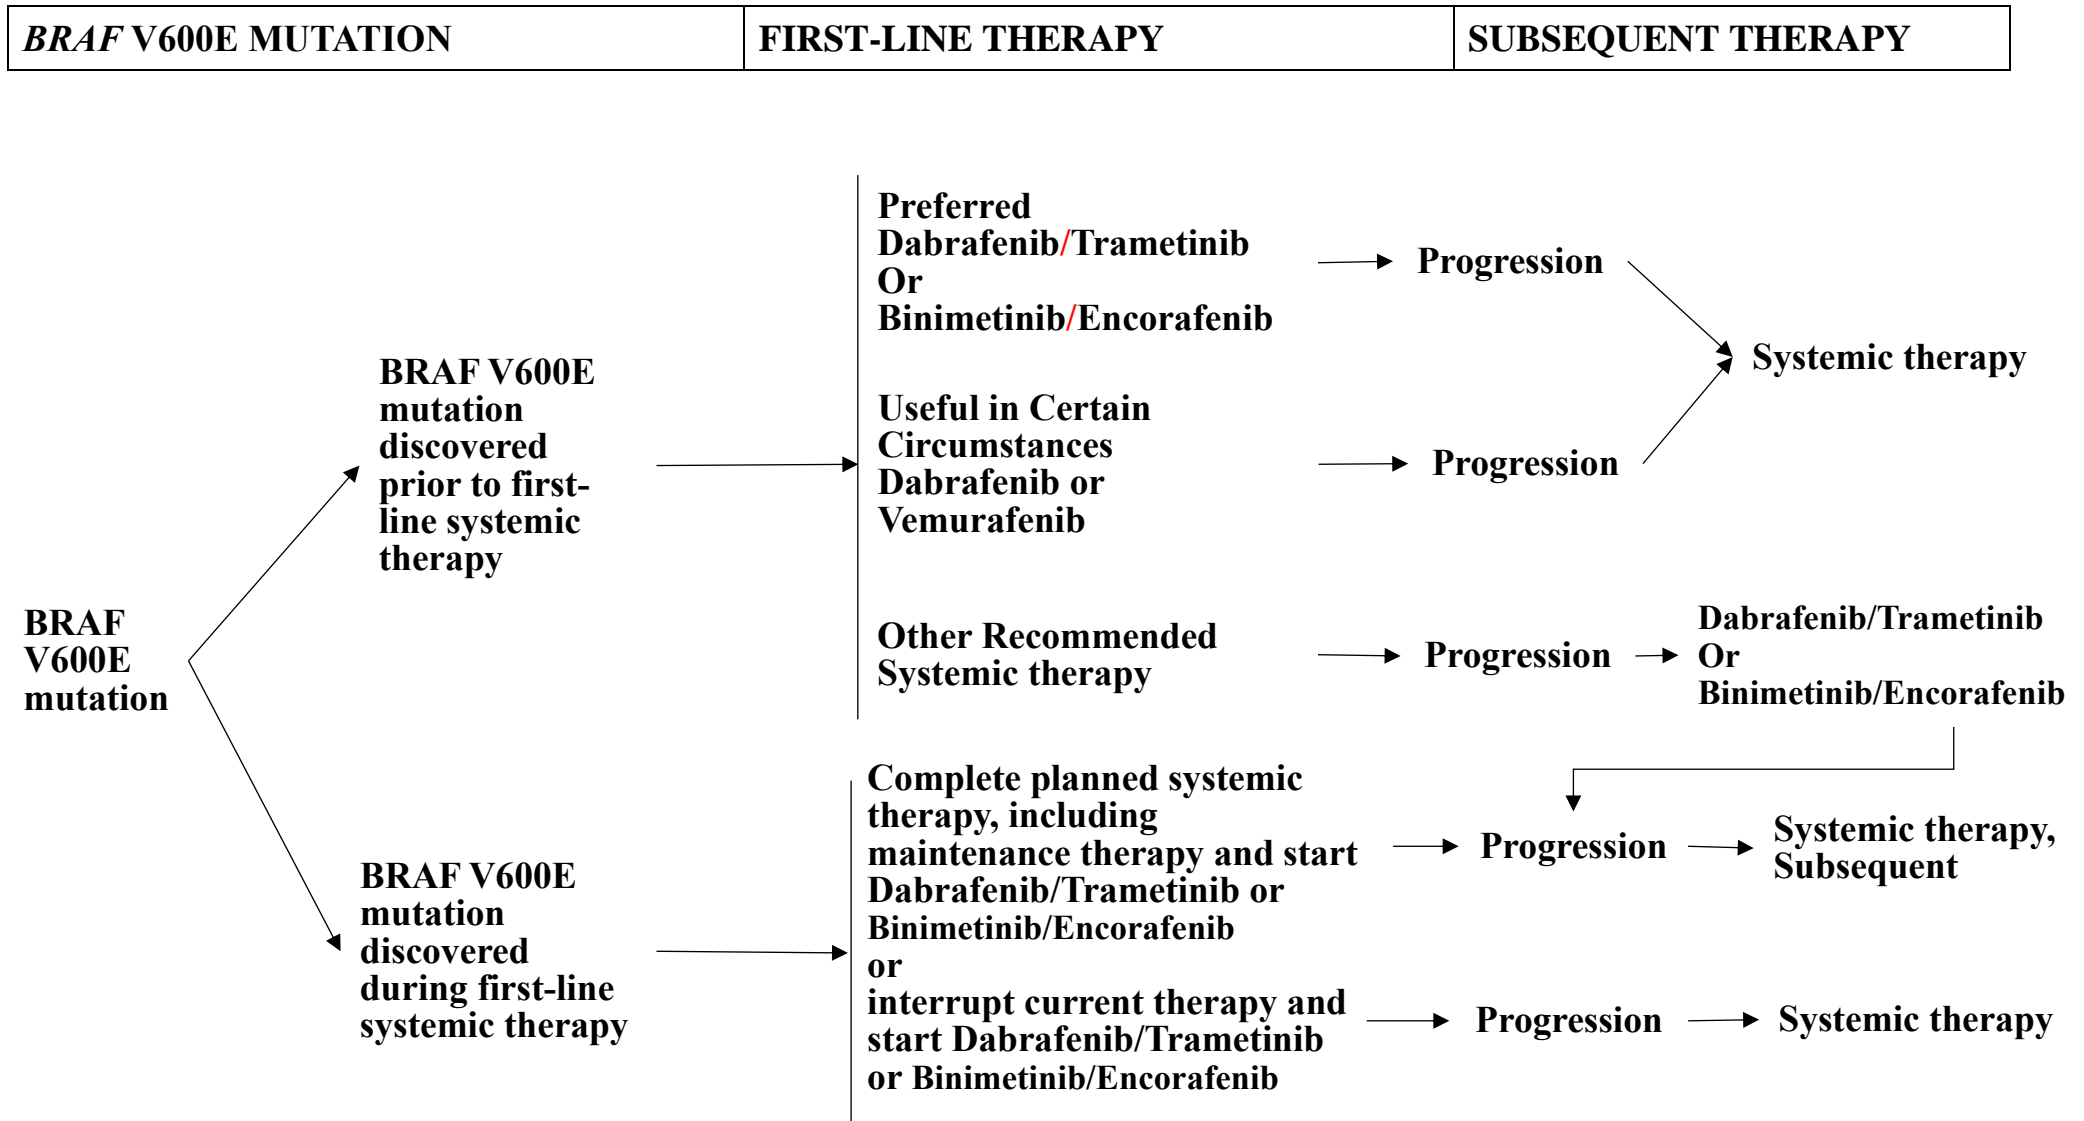 BRAF V600E MUTATION
FIRST-LINE THERAPY
SUBSEQUENT THERAPY
BRAF
V600E
mutation
BRAF V600E
mutation
discovered
prior to first-
line systemic
therapy
Preferred
Dabrafenib/Trametinib
Or
Binimetinib/Encorafenib
Progression
Useful in Certain
Circumstances
Dabrafenib or
Vemurafenib
Progression
Systemic therapy
Other Recommended
Systemic therapy
Progression
Dabrafenib/Trametinib
Or
Binimetinib/Encorafenib
BRAF V600E
mutation
discovered
during first-line
systemic therapy
Complete planned systemic
therapy, including
maintenance therapy and start
Dabrafenib/Trametinib or
Binimetinib/Encorafenib
or
interrupt current therapy and
start Dabrafenib/Trametinib
or Binimetinib/Encorafenib
Progression
Systemic therapy,
Subsequent
Progression
Systemic therapy